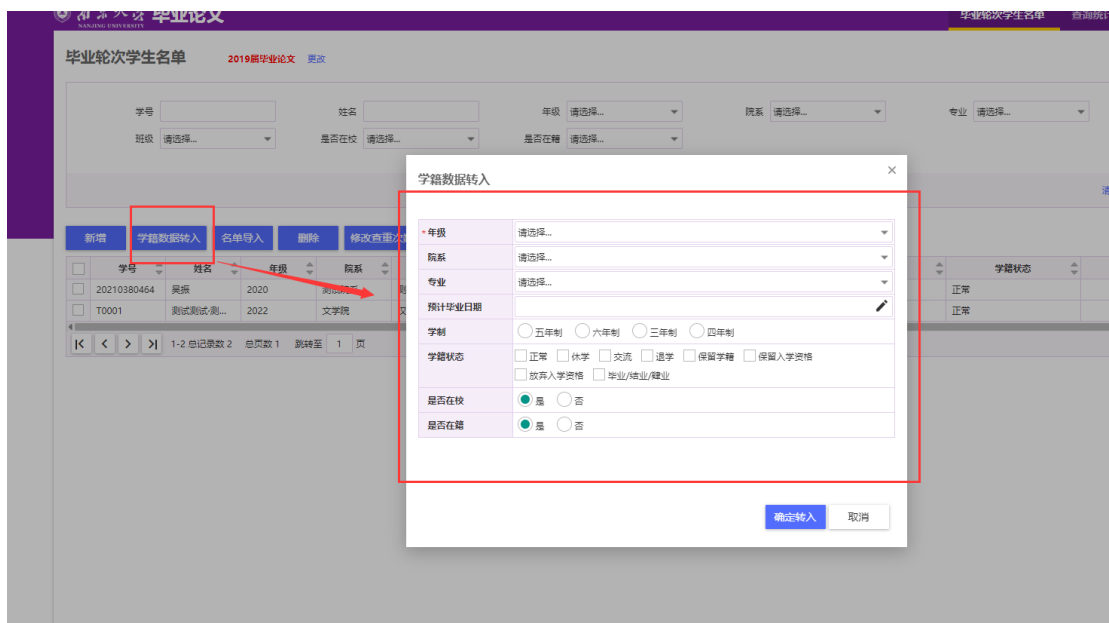 南京大学 毕业论文
NANJING UNIVERSITY
毕业轮次学生名单
查询统计
毕业轮次学生名单 2019届毕业论文 更改
学号 姓名 年级 请选择... 院系 请选择... 专业 请选择...
班级 请选择... 是否在校 请选择... 是否在籍 请选择...
新增 学籍数据转入 名单导入 删除 修改查重次
学号 姓名 年级 院系 学籍状态
20210380464 吴振 2020 正常
T0001 测试测试·测... 2022 文学院 正常
1-2 总记录数 2 总页数 1 跳转至 1 页
学籍数据转入 ×
*年级 请选择...
院系 请选择...
专业 请选择...
预计毕业日期
学制 五年制 六年制 三年制 四年制
学籍状态 正常 休学 交流 退学 保留学籍 保留入学资格
放弃入学资格 毕业/结业/肄业
是否在校 是 否
是否在籍 是 否
确定转入 取消